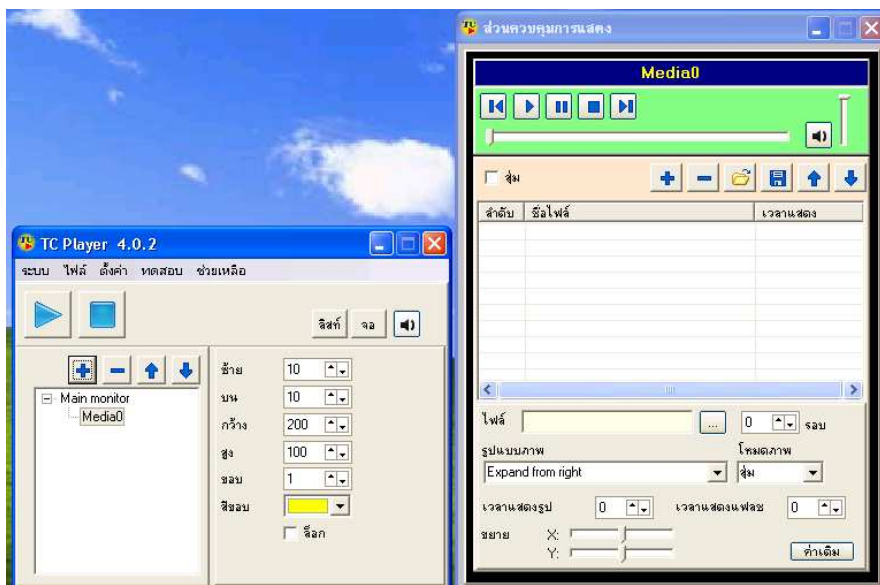 ส่วนควบคุมการแสดง
Media0
สุ่ม
ลำดับ ชื่อไฟล์ เวลาแสดง
TC Player 4.0.2
ระบบ ไฟล์ ตั้งค่า ทดสอบ ช่วยเหลือ
ลิสท์ จอ
Main monitor
Media0
ซ้าย 10
บน 10
กว้าง 200
สูง 100
ขอบ 1
สีขอบ
ล็อก
ไฟล์ ... 0 รอบ
รูปแบบภาพ โหมดภาพ
Expand from right สุ่ม
เวลาแสดงรูป 0 เวลาแสดงแฟลช 0
ขยาย X:
Y:
ค่าเดิม